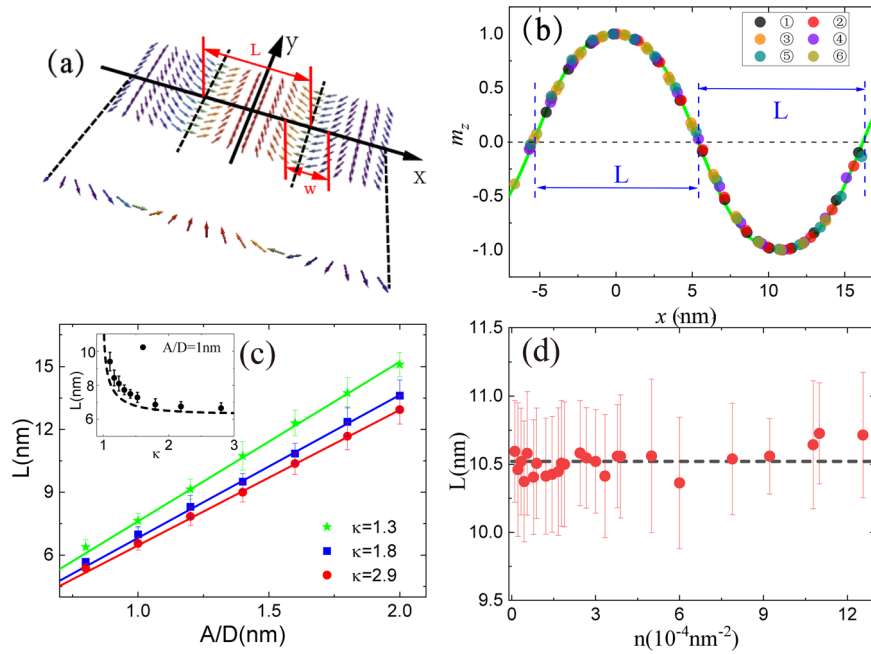 (a)
L
y
w
x
(b)
① ②
③ ④
⑤ ⑥
L
L
m_z
1.0
0.5
0.0
-0.5
-1.0
-5 0 5 10 15
x (nm)
(c)
A/D=1nm
L(nm)
10
8
6
1 2 3
κ
L(nm)
15
12
9
6
κ=1.3
κ=1.8
κ=2.9
1.0 1.5 2.0
A/D(nm)
(d)
L(nm)
11.5
11.0
10.5
10.0
9.5
0 3 6 9 12
n(10⁻⁴nm⁻²)